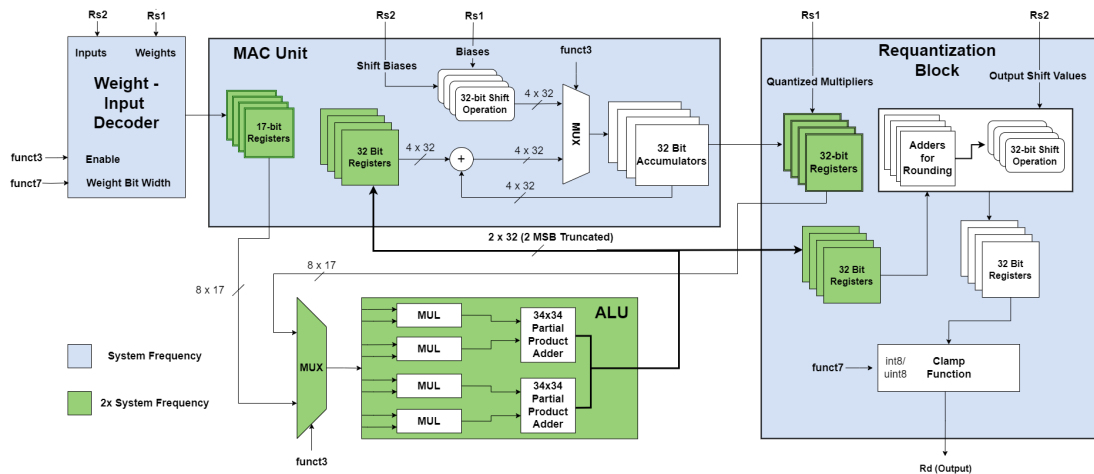 Rs2
Rs1
Inputs
Weights
Weight -
Input
Decoder
funct3
Enable
funct7
Weight Bit Width
Rs2
Rs1
MAC Unit
Biases
Shift Biases
funct3
17-bit
Registers
32-bit Shift
Operation
4 x 32
32 Bit
Registers
4 x 32
+
4 x 32
4 x 32
MUX
32 Bit
Accumulators
Rs1
Rs2
Requantization
Block
Quantized Multipliers
Output Shift Values
32-bit
Registers
Adders
for
Rounding
32-bit Shift
Operation
32 Bit
Registers
32 Bit
Registers
2 x 32 (2 MSB Truncated)
8 x 17
8 x 17
MUX
funct3
ALU
MUL
MUL
MUL
MUL
34x34
Partial
Product
Adder
34x34
Partial
Product
Adder
funct7
int8/
uint8
Clamp
Function
Rd (Output)
System Frequency
2x System Frequency